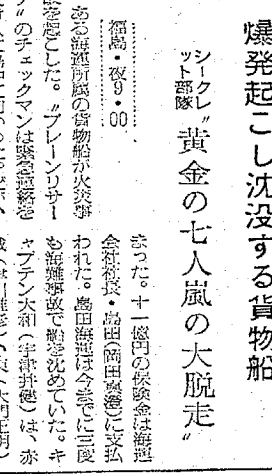 爆発起こし沈没する貨物船
シークレット部隊
〝黄金の七人嵐の大脱走〟
福島・夜9・00
ある海運所属の貨物船が火災事
を起こした。〝ブレーンリサー
〟のチェックマンは緊急連絡を
まった。十一億円の保険金は海運
会社社長・島田(岡田真澄)に支払
われた。島田海運は今までに三度
も海難事故で船を沈めていた。キ
ャプテン大和(宇津井健)は、赤